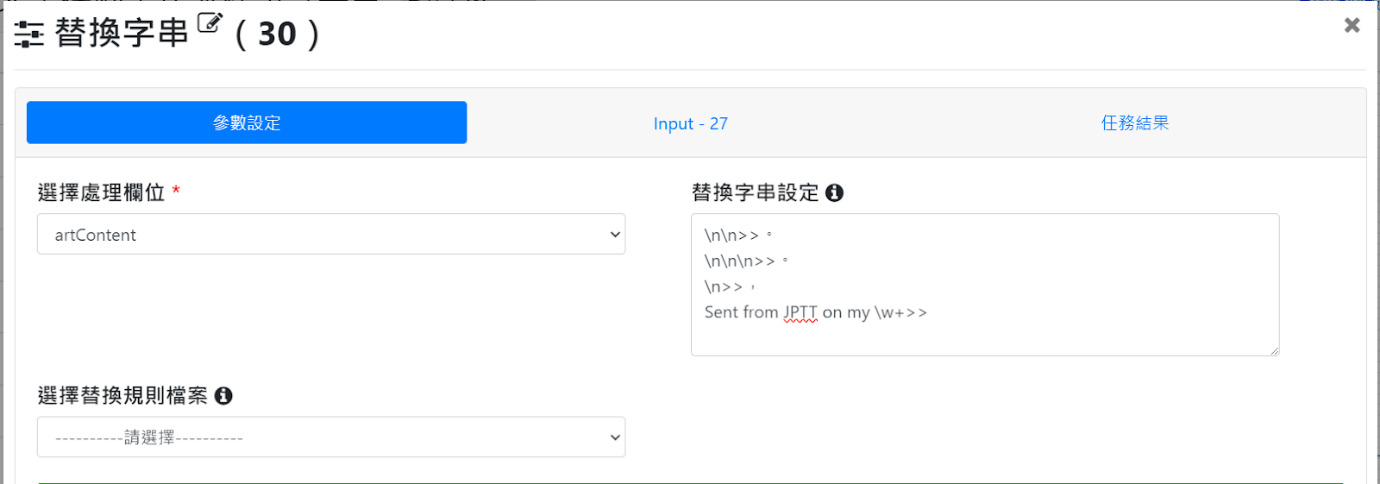 替換字串 ( 30 )
參數設定
Input - 27
任務結果
選擇處理欄位 *
artContent
替換字串設定
\n\n>>。
\n\n\n>>。
\n>>，
Sent from JPTT on my \w+>>
選擇替換規則檔案
----------請選擇----------